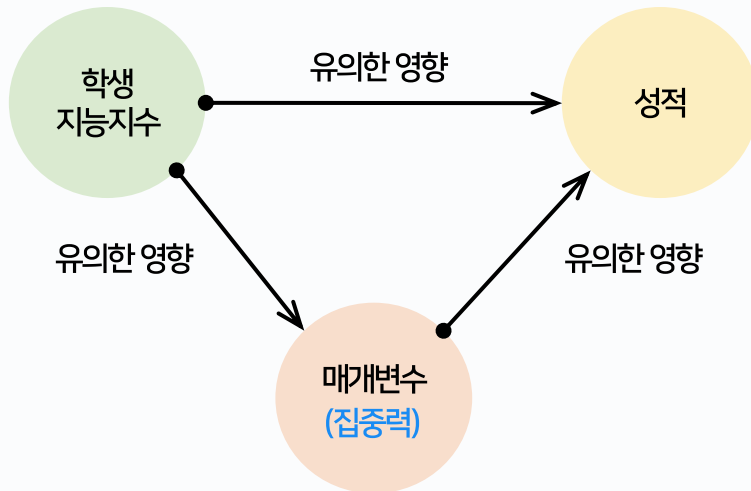 학생
지능지수
유의한 영향
성적
유의한 영향
유의한 영향
매개변수
(집중력)